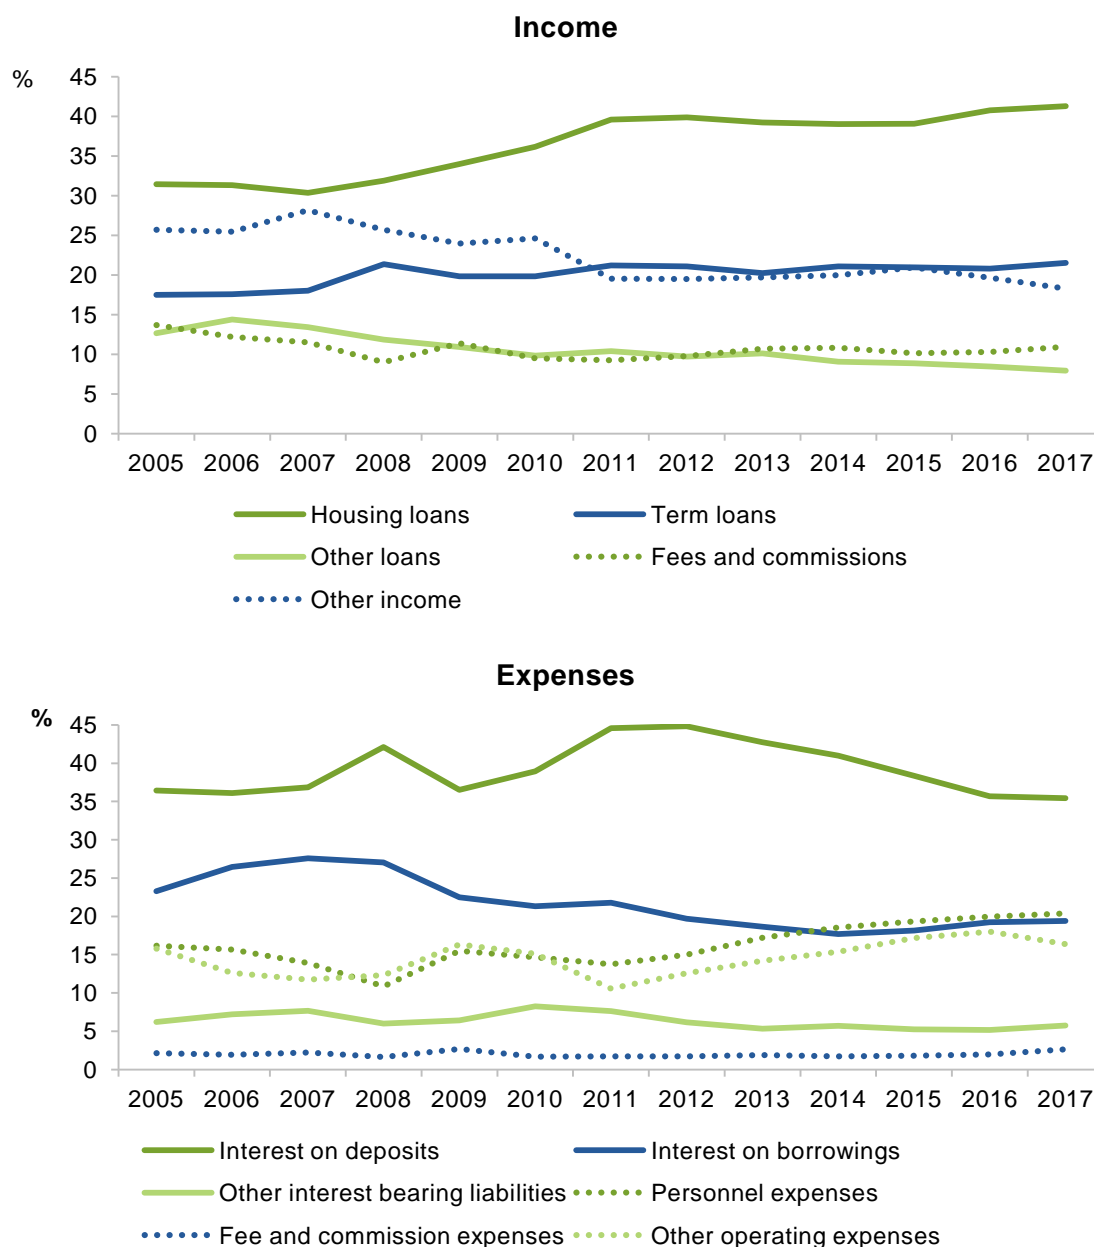 Income
%
45
40
35
30
25
20
15
10
5
0
2005 2006 2007 2008 2009 2010 2011 2012 2013 2014 2015 2016 2017
Housing loans Term loans
Other loans Fees and commissions
Other income
Expenses
%
45
40
35
30
25
20
15
10
5
0
2005 2006 2007 2008 2009 2010 2011 2012 2013 2014 2015 2016 2017
Interest on deposits Interest on borrowings
Other interest bearing liabilities Personnel expenses
Fee and commission expenses Other operating expenses